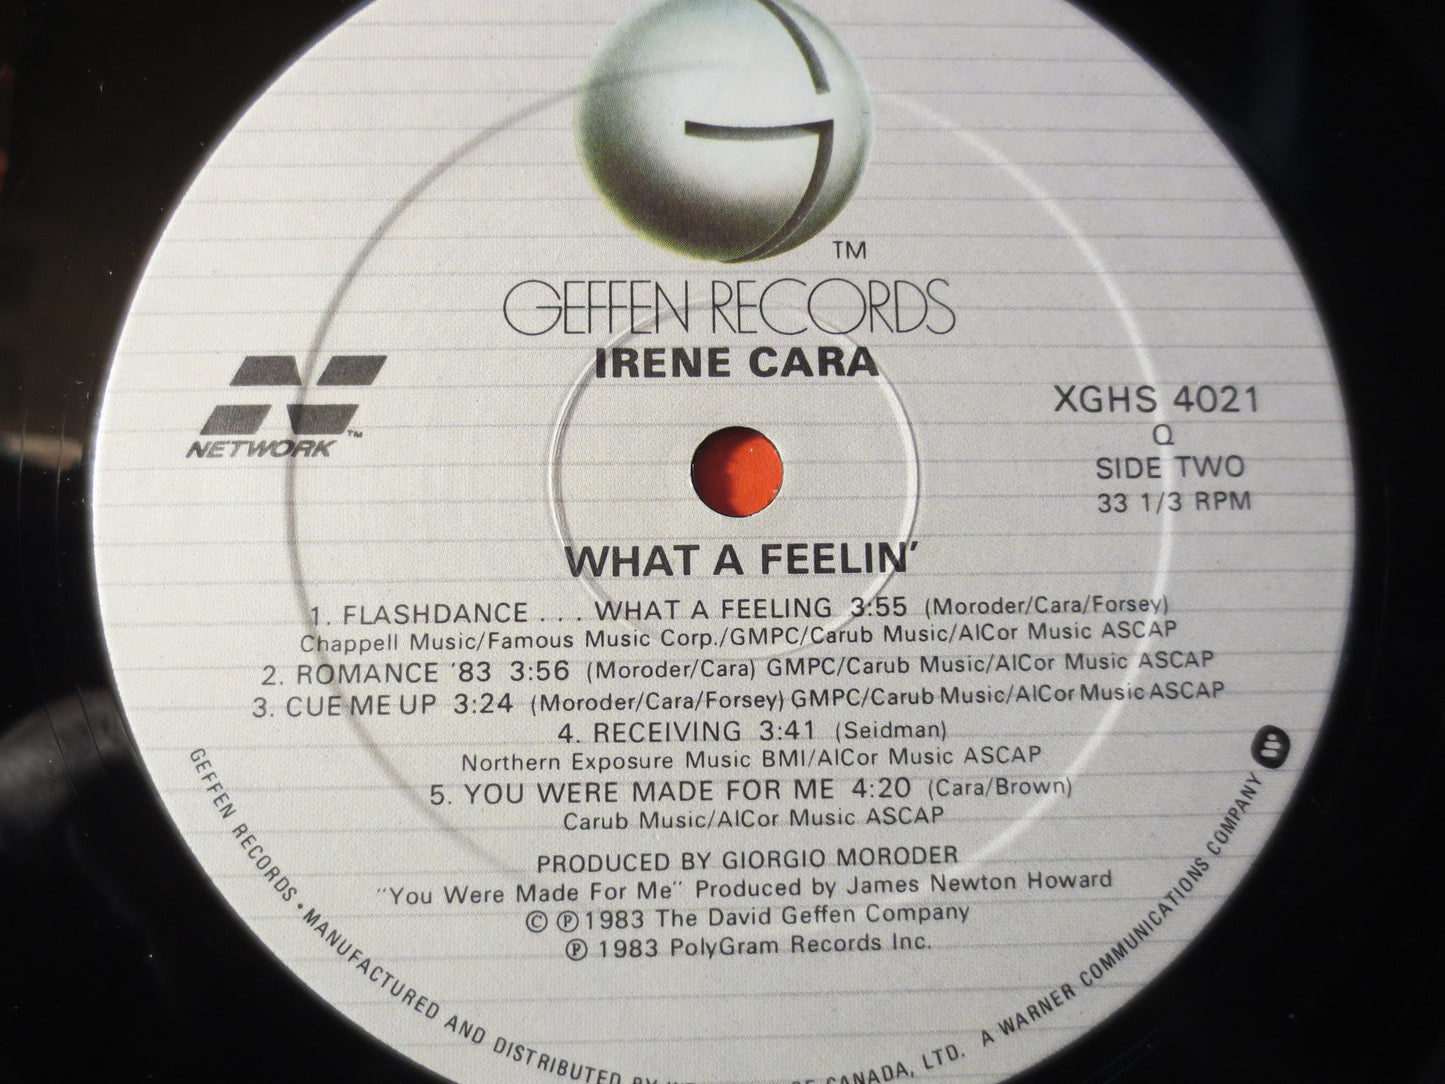 TM
GEFFEN RECORDS
IRENE CARA
NETWORK™
XGHS 4021
Q
SIDE TWO
33 1/3 RPM
WHAT A FEELIN'
1. FLASHDANCE . . . WHAT A FEELING 3:55 (Moroder/Cara/Forsey)
Chappell Music/Famous Music Corp./GMPC/Carub Music/AlCor Music ASCAP
2. ROMANCE '83 3:56 (Moroder/Cara) GMPC/Carub Music/AlCor Music ASCAP
3. CUE ME UP 3:24 (Moroder/Cara/Forsey) GMPC/Carub Music/AlCor Music ASCAP
4. RECEIVING 3:41 (Seidman)
Northern Exposure Music BMI/AlCor Music ASCAP
5. YOU WERE MADE FOR ME 4:20 (Cara/Brown)
Carub Music/AlCor Music ASCAP
PRODUCED BY GIORGIO MORODER
"You Were Made For Me" Produced by James Newton Howard
© ℗ 1983 The David Geffen Company
℗ 1983 PolyGram Records Inc.
GEFFEN RECORDS • MANUFACTURED AND DISTRIBUTED BY CANADA, LTD. A WARNER COMMUNICATIONS COMPANY